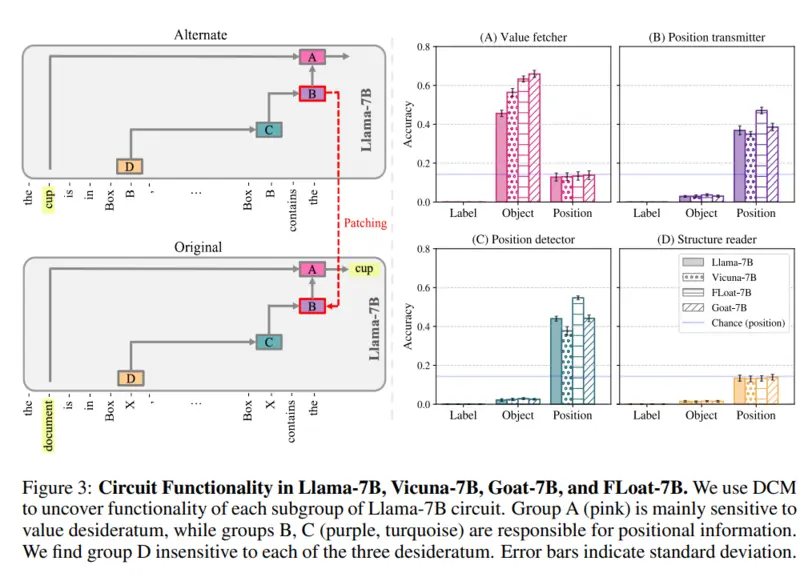 Alternate
A
B
C
D
Llama-7B
the -
cup -
is -
in -
Box -
B -
, -
...
Box -
B -
contains -
the -
Patching
Original
A
cup
B
C
D
Llama-7B
the -
document -
is -
in -
Box -
X -
, -
...
Box -
X -
contains -
the -
(A) Value fetcher
0.8
0.6
0.4
0.2
0.0
Accuracy
Label Object Position
(B) Position transmitter
Label Object Position
(C) Position detector
0.8
0.6
0.4
0.2
0.0
Accuracy
Label Object Position
(D) Structure reader
Llama-7B
Vicuna-7B
FLoat-7B
Goat-7B
Chance (position)
Label Object Position
Figure 3: Circuit Functionality in Llama-7B, Vicuna-7B, Goat-7B, and FLoat-7B. We use DCM
to uncover functionality of each subgroup of Llama-7B circuit. Group A (pink) is mainly sensitive to
value desideratum, while groups B, C (purple, turquoise) are responsible for positional information.
We find group D insensitive to each of the three desideratum. Error bars indicate standard deviation.